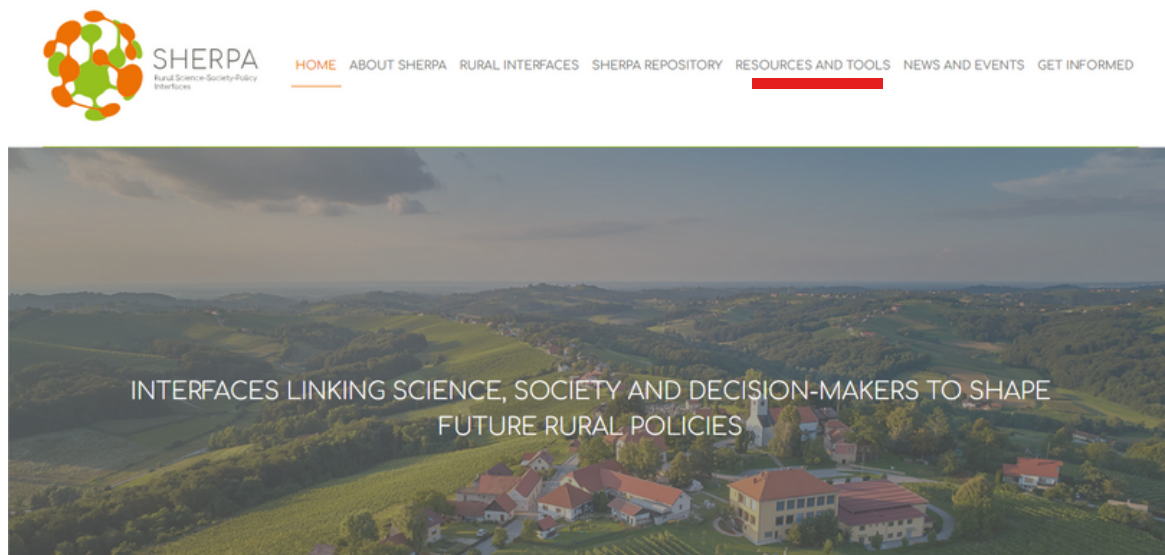 SHERPA
Rural Science-Society-Policy
Interfaces
HOME ABOUT SHERPA RURAL INTERFACES SHERPA REPOSITORY RESOURCES AND TOOLS NEWS AND EVENTS GET INFORMED
INTERFACES LINKING SCIENCE, SOCIETY AND DECISION-MAKERS TO SHAPE
FUTURE RURAL POLICIES